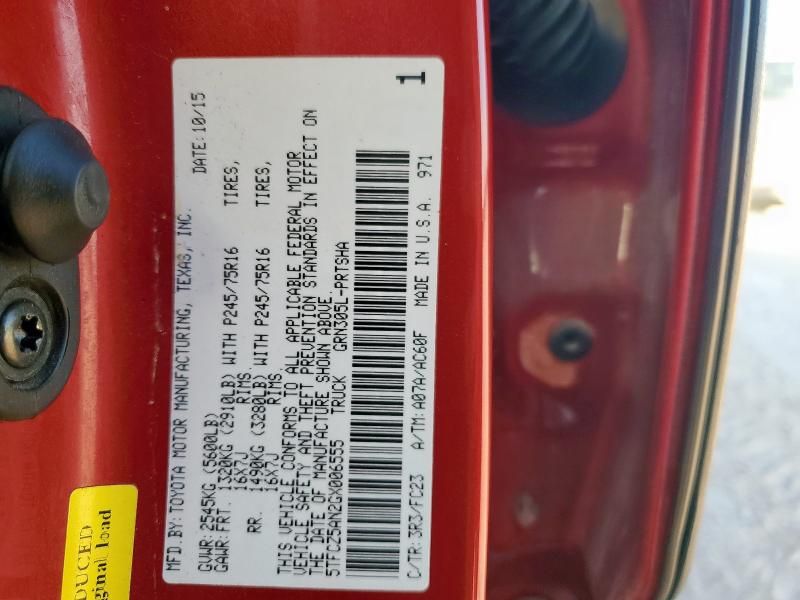 MFD.BY: TOYOTA MOTOR MANUFACTURING, TEXAS, INC. DATE: 10/15
GVWR: 2545KG (5600LB)
GAWR: FRT. 1320KG (2910LB) WITH P245/75R16 TIRES,
16X7J RIMS.
RR. 1490KG (3280LB) WITH P245/75R16 TIRES,
16X7J RIMS.
THIS VEHICLE CONFORMS TO ALL APPLICABLE FEDERAL MOTOR
VEHICLE SAFETY AND THEFT PREVENTION STANDARDS IN EFFECT ON
THE DATE OF MANUFACTURE SHOWN ABOVE.
5TFCZ5AN2GX006555 TRUCK GRN305L-PRTSHA
C/TR: 3R3/FC23 A/TM: A07A/AC60F MADE IN U.S.A. 971
1
DUCED
ginal load